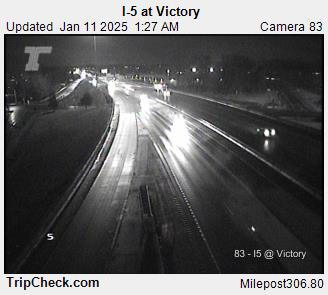 I-5 at Victory
Updated Jan 11 2025 1:27 AM Camera 83
T
S
83 - I5 @ Victory
TripCheck.com Milepost306.80